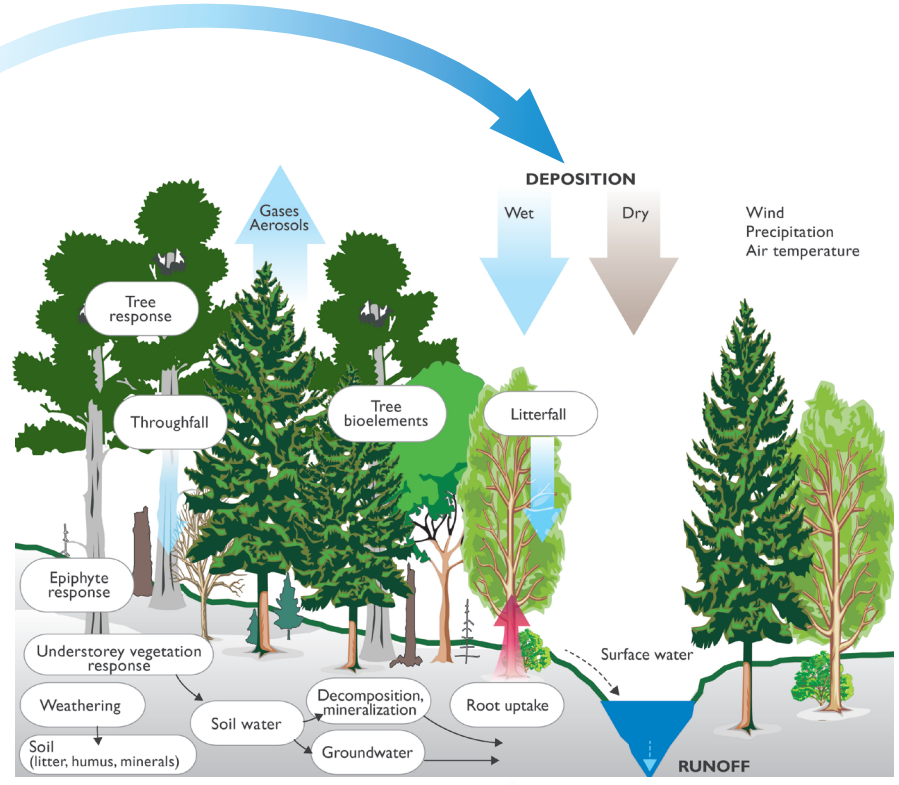 DEPOSITION
Gases
Aerosols
Wet
Dry
Wind
Precipitation
Air temperature
Tree
response
Throughfall
Tree
bioelements
Litterfall
Epiphyte
response
Understorey vegetation
response
Surface water
Weathering
Soil water
Decomposition,
mineralization
Root uptake
Soil
(litter, humus, minerals)
Groundwater
RUNOFF